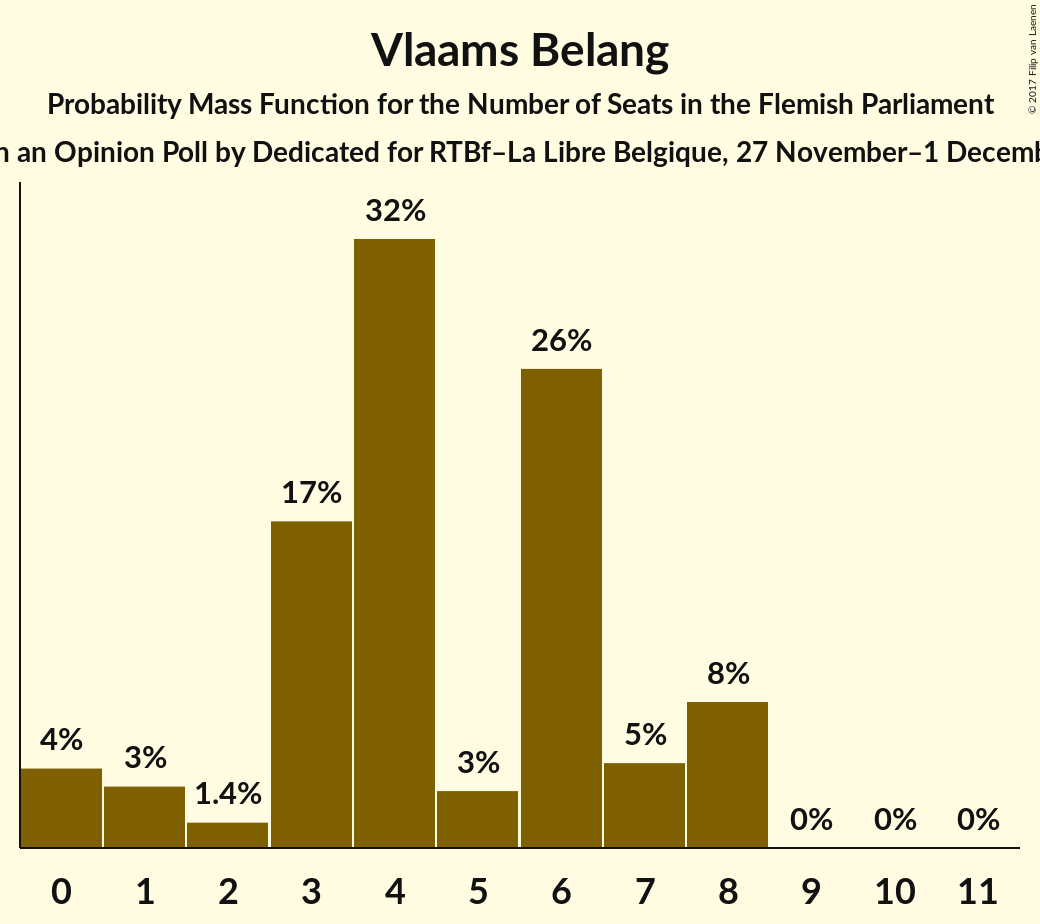 Vlaams Belang
Probability Mass Function for the Number of Seats in the Flemish Parliament
an Opinion Poll by Dedicated for RTBf–La Libre Belgique, 27 November–1
© 2017 Filip van Laenen
32%
26%
17%
8%
4%
3%
1.4%
3%
5%
0%
0%
0%
0 1 2 3 4 5 6 7 8 9 10 11